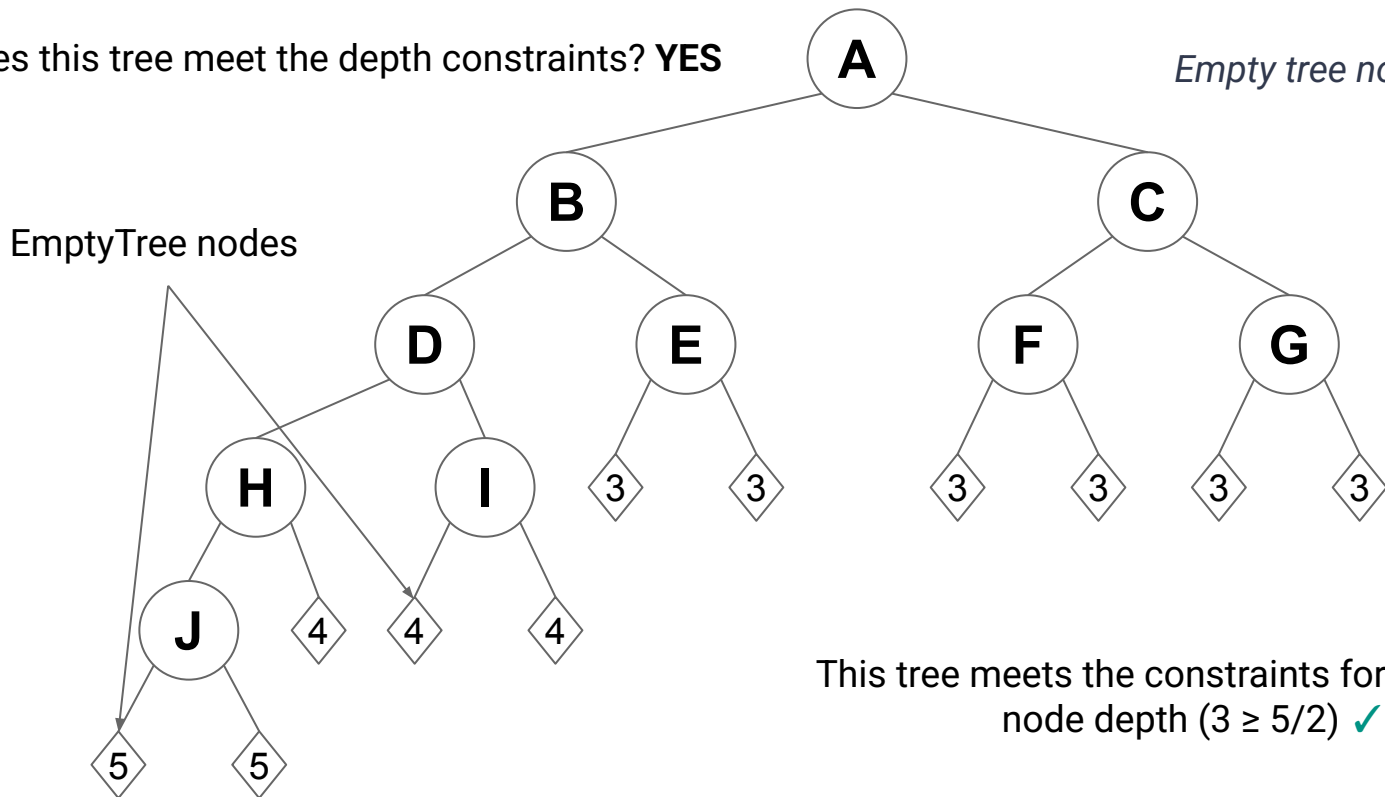 es this tree meet the depth constraints? YES
A
Empty tree no
B
C
EmptyTree nodes
D
E
F
G
H
I
3
3
3
3
3
3
J
4
4
4
This tree meets the constraints for
node depth (3 ≥ 5/2) ✓
5
5